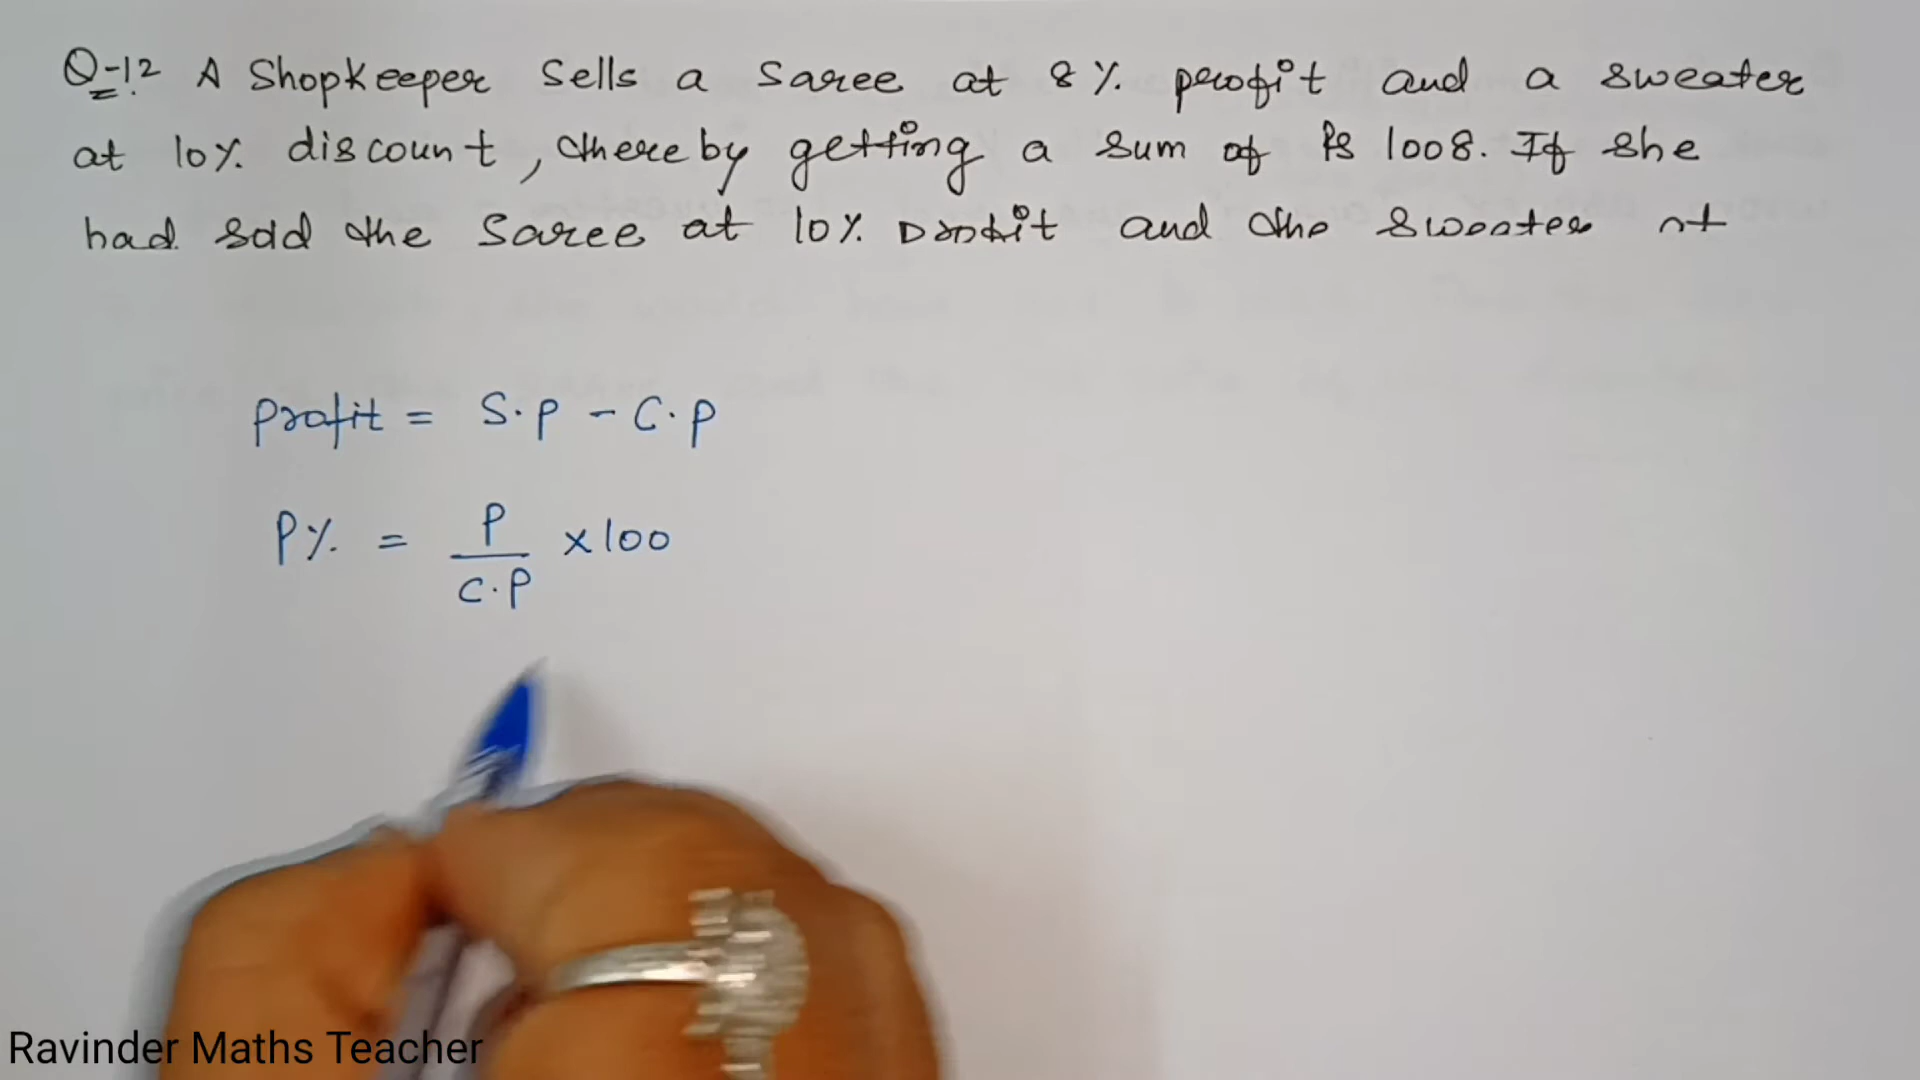 Q-12 A Shopkeeper Sells a Saree at 8% profit and a sweater
at 10% discount, thereby getting a sum of Rs 1008. If she
had sold the Saree at 10% profit and the sweater at
profit = S.p - C.p
P% = P/C.P x100
Ravinder Maths Teacher